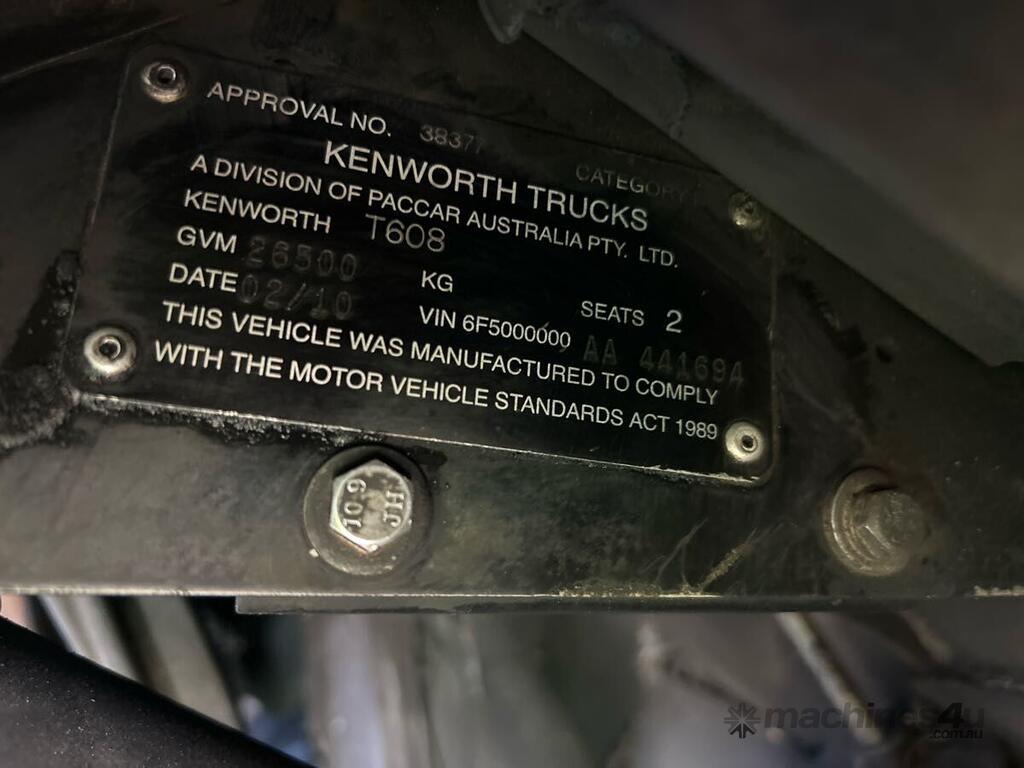 APPROVAL NO. 38377 CATEGORY
KENWORTH TRUCKS
A DIVISION OF PACCAR AUSTRALIA PTY. LTD.
KENWORTH T608
GVM 26500 KG SEATS 2
DATE 02/10 VIN 6F5000000 AA 441694
THIS VEHICLE WAS MANUFACTURED TO COMPLY
WITH THE MOTOR VEHICLE STANDARDS ACT 1989
10.9
JH
machines4u
.com.au